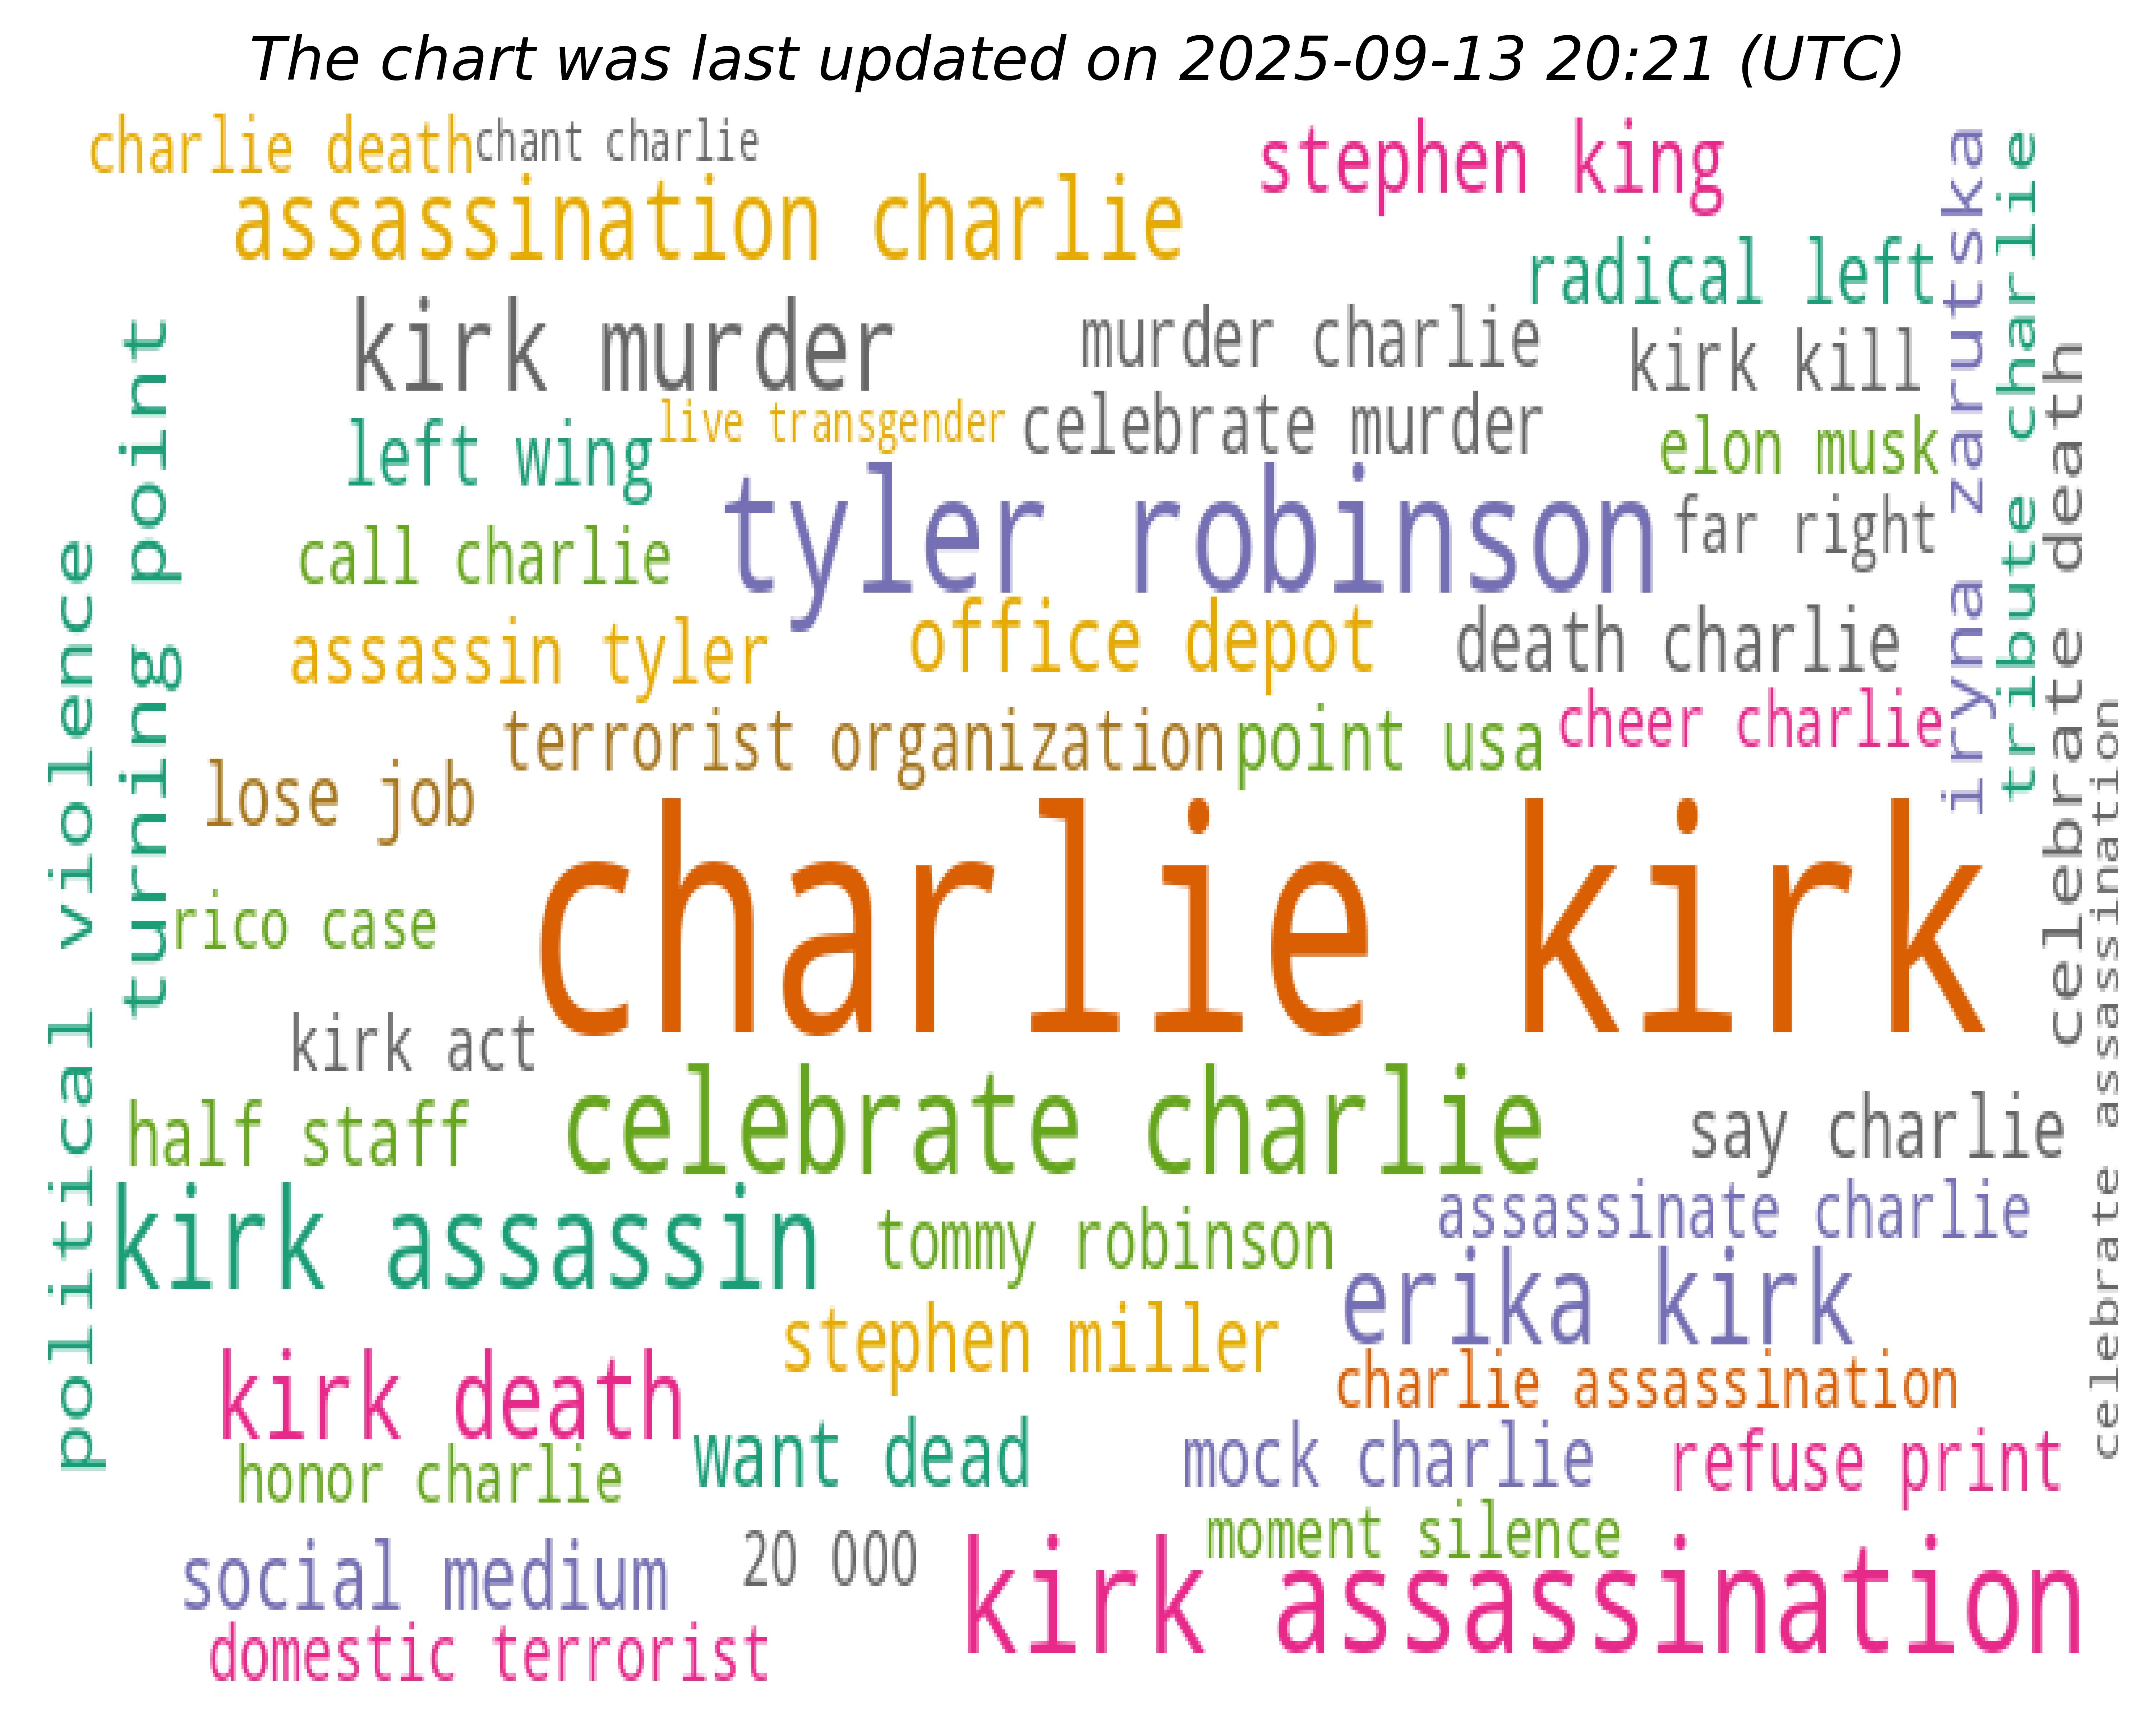 The chart was last updated on 2025-09-13 20:21 (UTC)
charlie death
chant charlie
stephen king
assassination charlie
radical left
kirk murder
murder charlie
kirk kill
live transgender
celebrate murder
left wing
elon musk
tyler robinson
far right
call charlie
office depot
death charlie
assassin tyler
terrorist organization
point usa
cheer charlie
lose job
charlie kirk
rico case
kirk act
celebrate charlie
half staff
say charlie
kirk assassin
tommy robinson
assassinate charlie
erika kirk
stephen miller
kirk death
charlie assassination
honor charlie
want dead
mock charlie
refuse print
moment silence
social medium
20 000
kirk assassination
domestic terrorist
political violence
turning point
iryna zarutska
tribute charlie
celebrate death
celebrate assassination